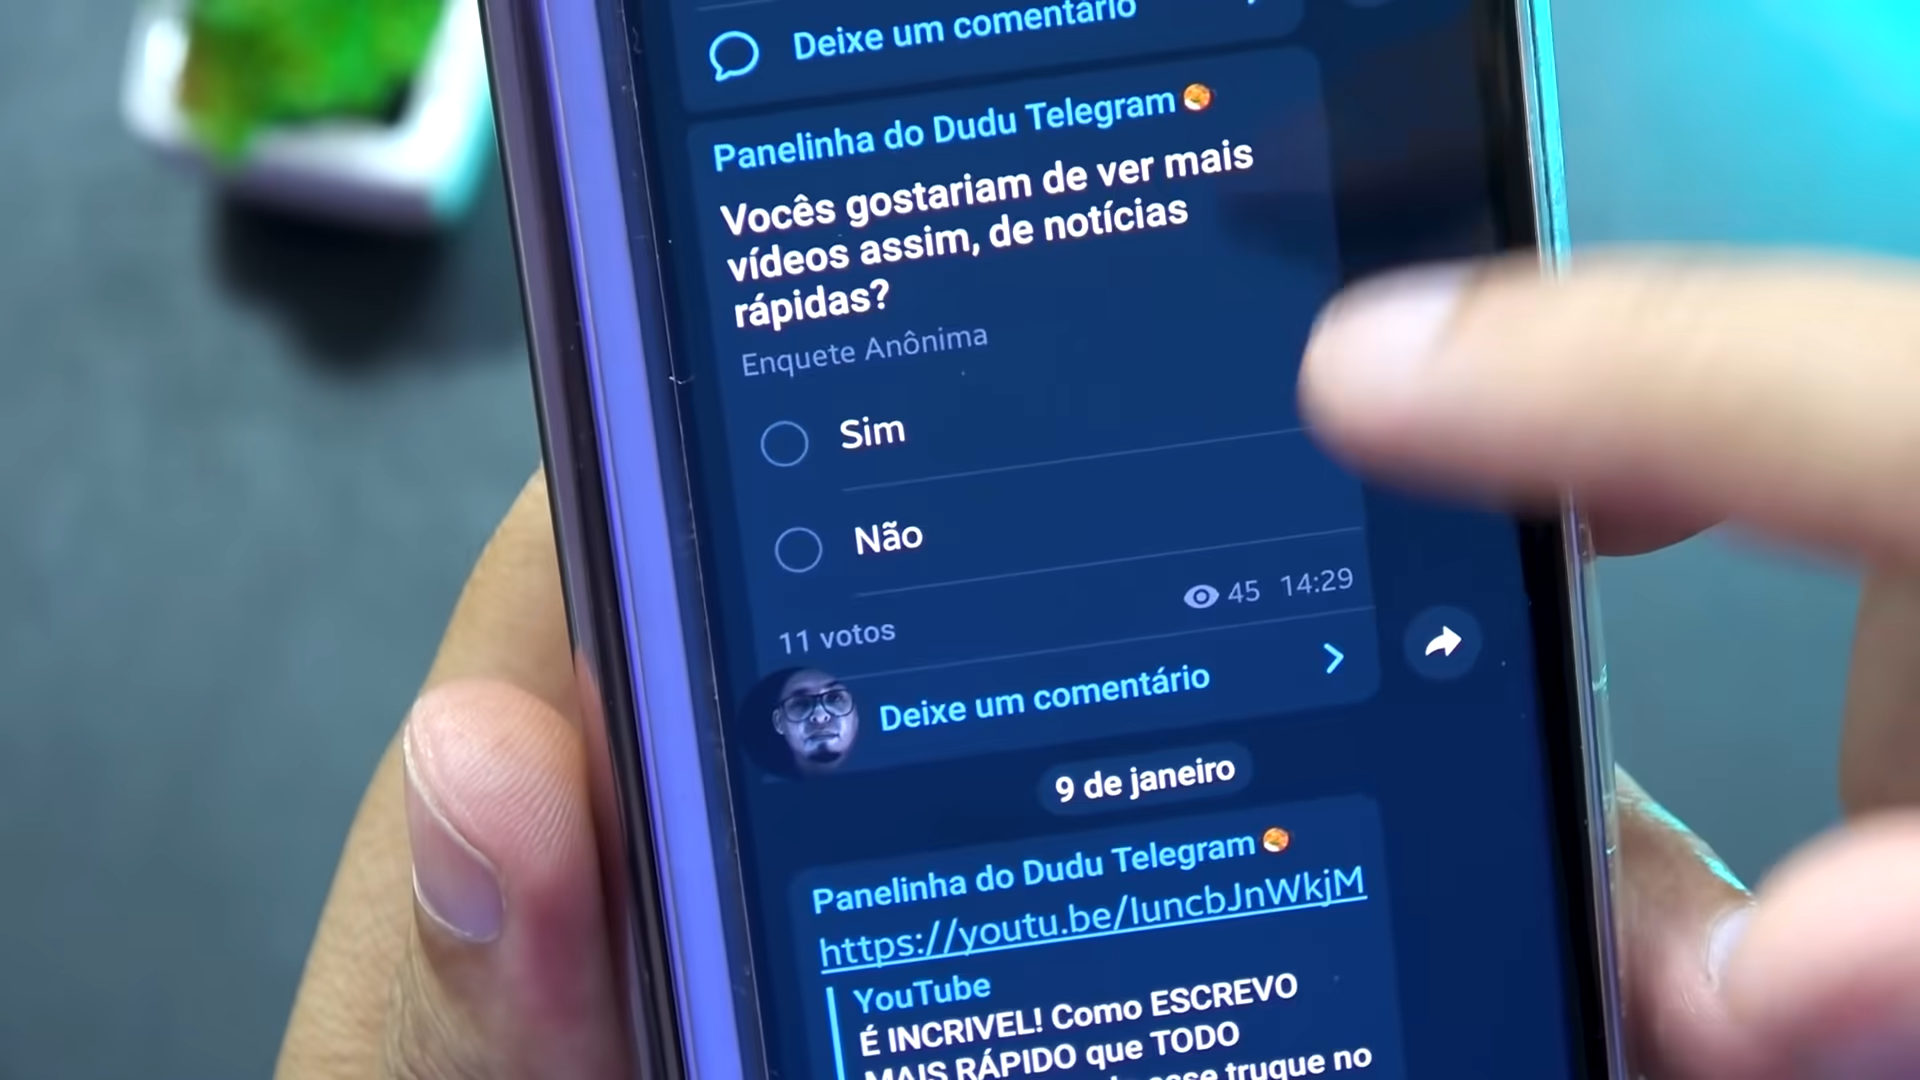 Deixe um comentário
Panelinha do Dudu Telegram
Vocês gostariam de ver mais
vídeos assim, de notícias
rápidas?
Enquete Anônima
Sim
Não
45 14:29
11 votos
Deixe um comentário
9 de janeiro
Panelinha do Dudu Telegram
https://youtu.be/IuncbJnWkjM
YouTube
É INCRIVEL! Como ESCREVO
MAIS RÁPIDO que TODO
esse truque no